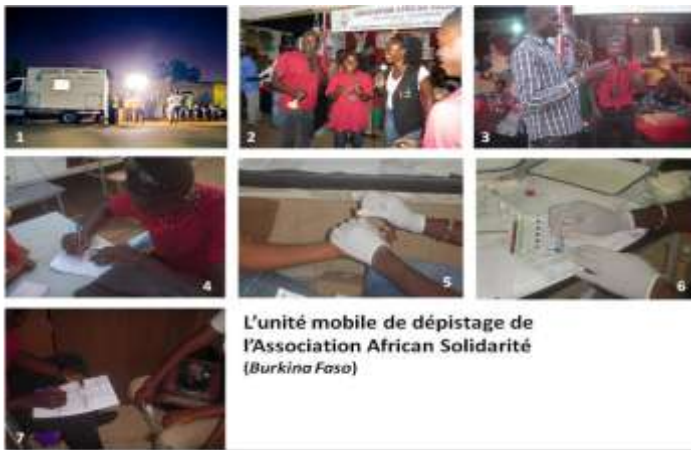 1
2
3
4
5
6
7
L'unité mobile de dépistage de
l'Association African Solidarité
(Burkina Faso)